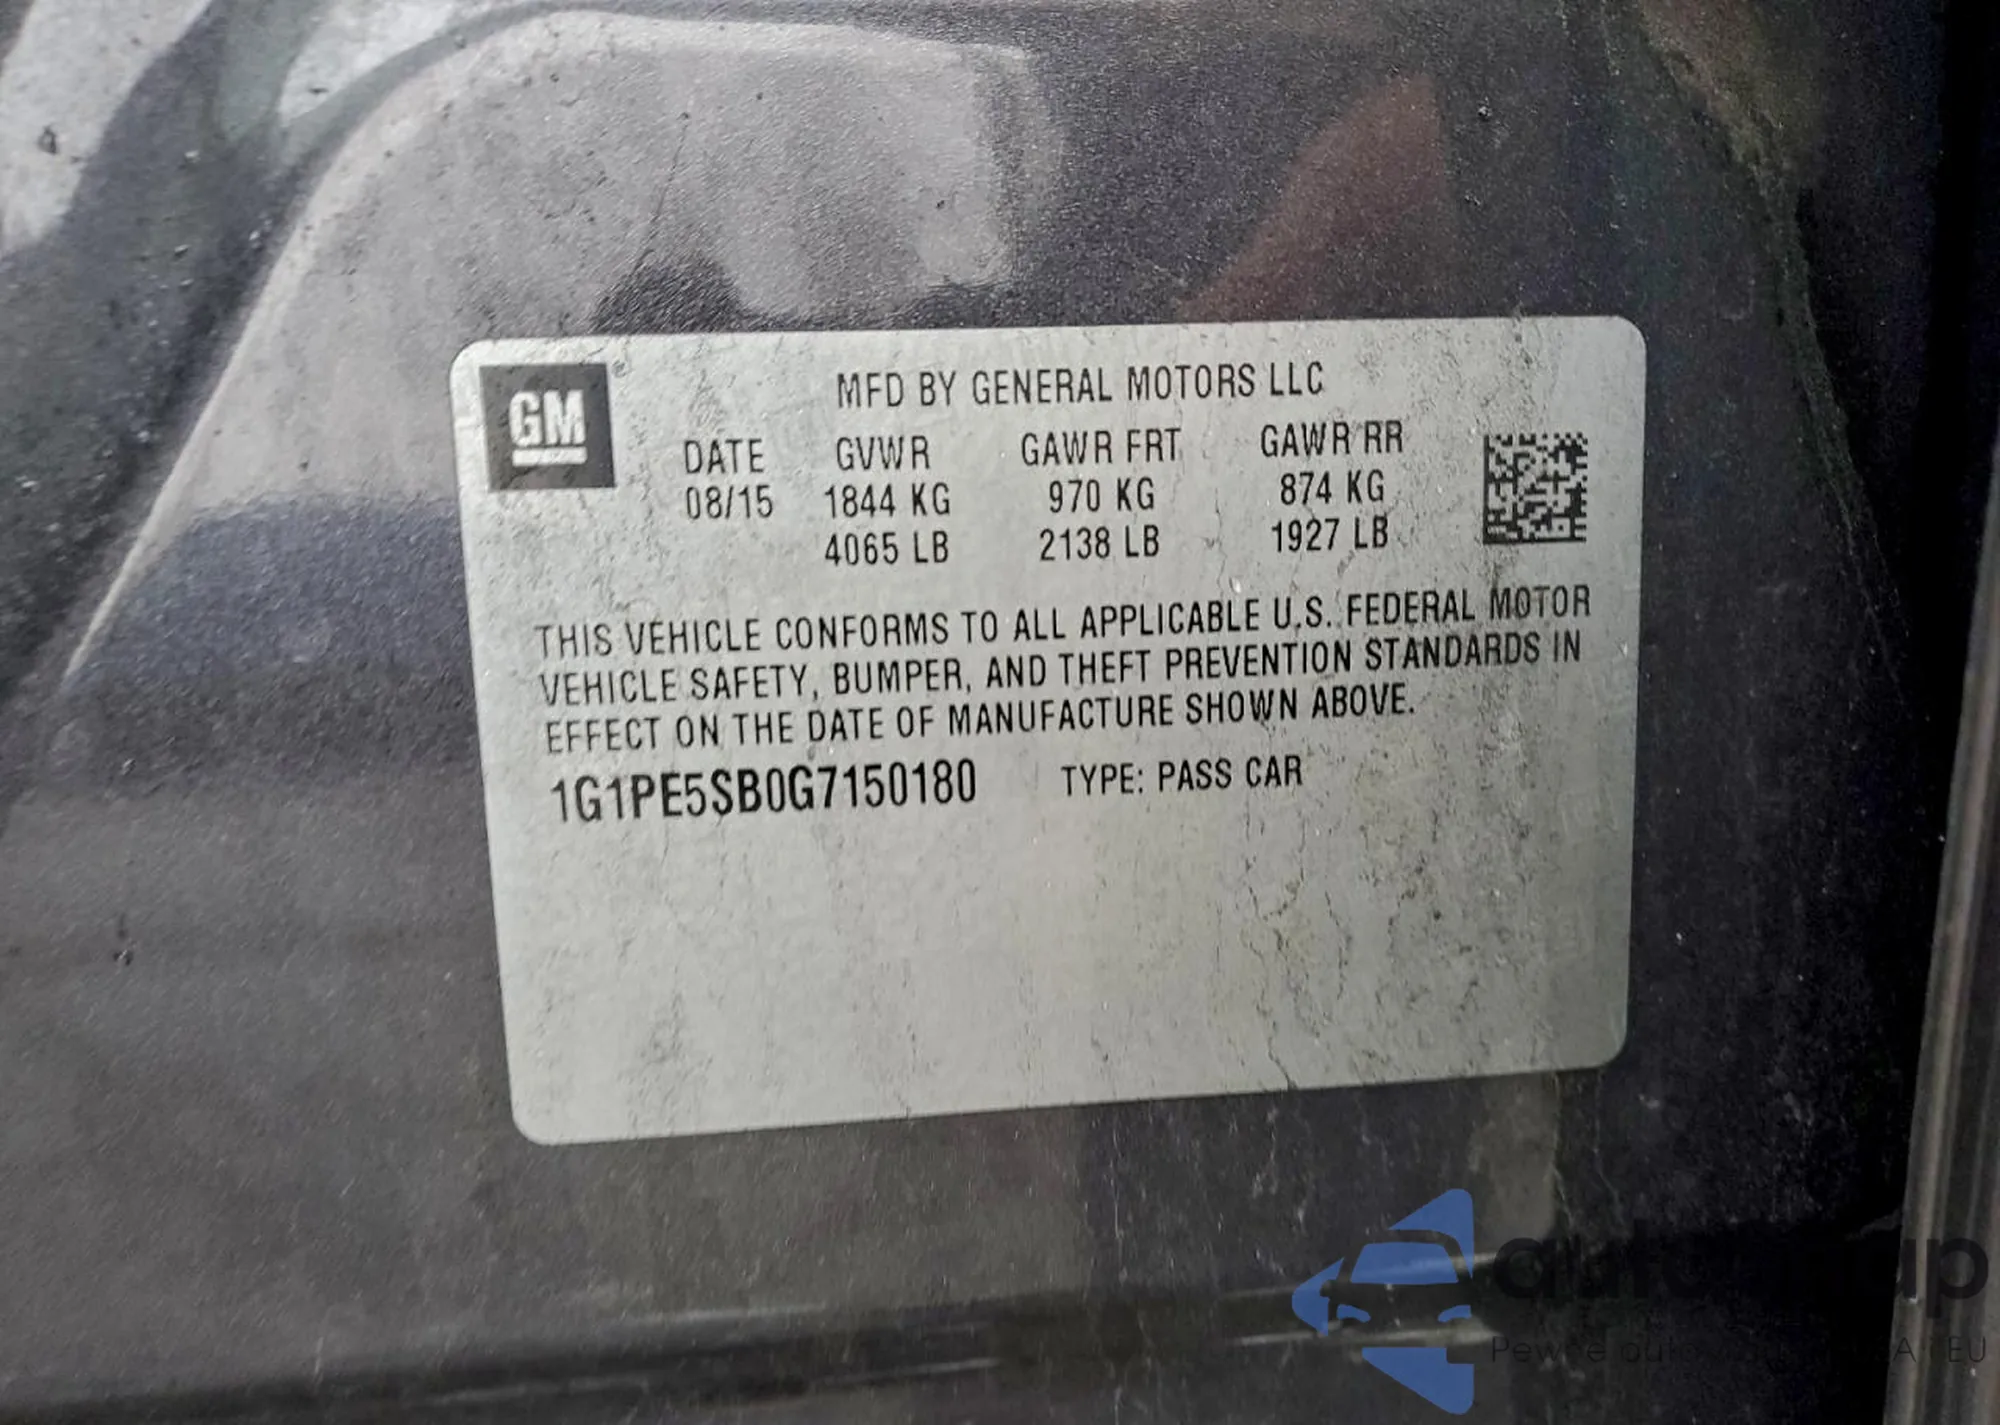 GM
MFD BY GENERAL MOTORS LLC
DATE GVWR GAWR FRT GAWR RR
08/15 1844 KG 970 KG 874 KG
4065 LB 2138 LB 1927 LB
THIS VEHICLE CONFORMS TO ALL APPLICABLE U.S. FEDERAL MOTOR
VEHICLE SAFETY, BUMPER, AND THEFT PREVENTION STANDARDS IN
EFFECT ON THE DATE OF MANUFACTURE SHOWN ABOVE.
1G1PE5SB0G7150180 TYPE: PASS CAR
EU